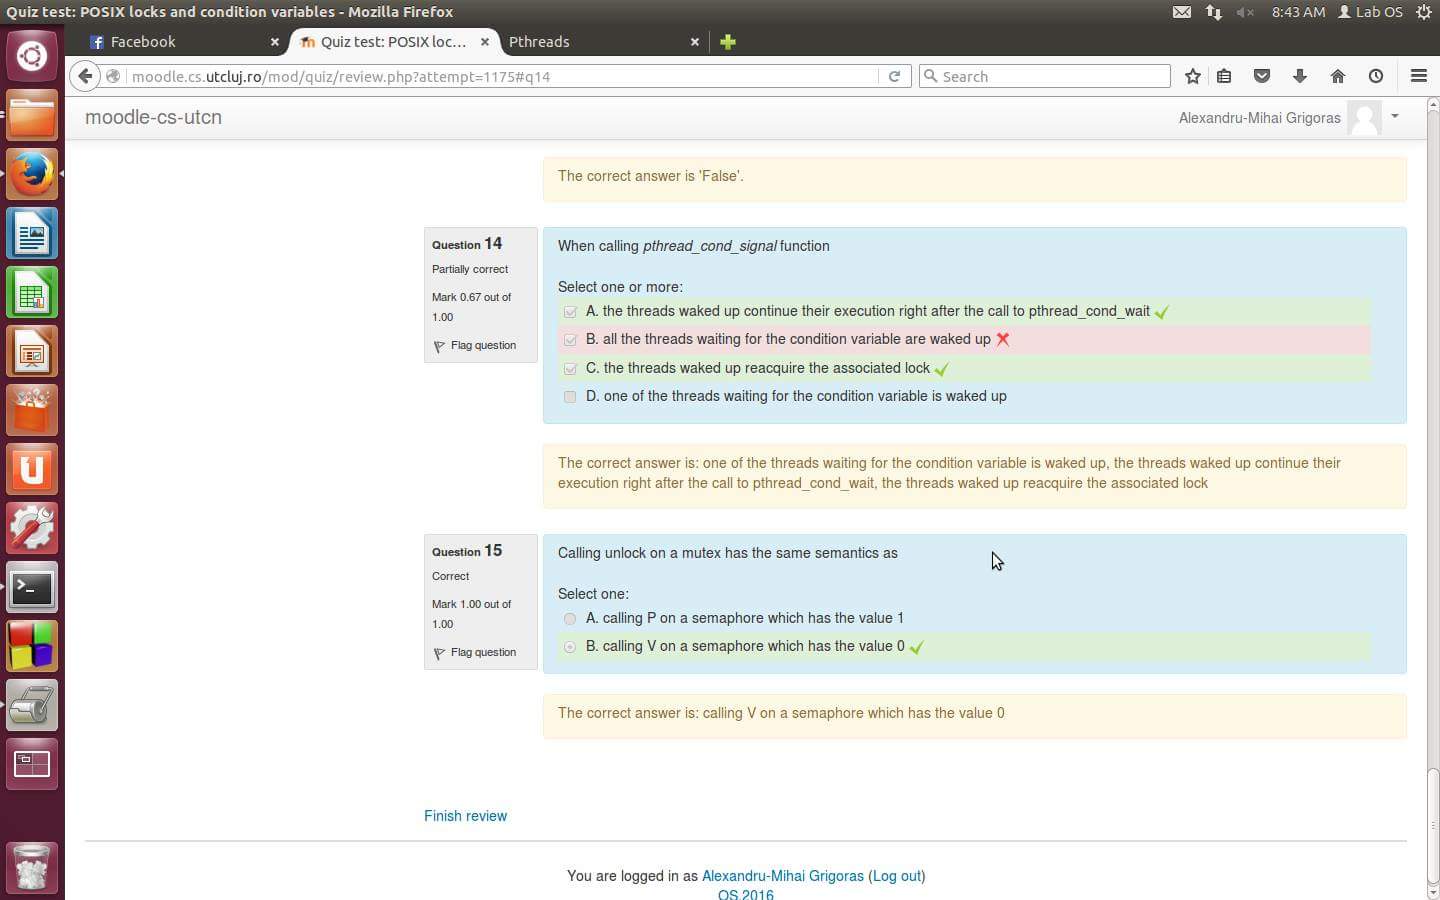 Quiz test: POSIX locks and condition variables - Mozilla Firefox
8:43 AM Lab OS
Facebook
Quiz test: POSIX loc...
Pthreads
moodle.cs.utcluj.ro/mod/quiz/review.php?attempt=1175#q14
Search
moodle-cs-utcn
Alexandru-Mihai Grigoras
The correct answer is 'False'.
Question 14
Partially correct
Mark 0.67 out of
1.00
Flag question
When calling pthread_cond_signal function
Select one or more:
A. the threads waked up continue their execution right after the call to pthread_cond_wait
B. all the threads waiting for the condition variable are waked up
C. the threads waked up reacquire the associated lock
D. one of the threads waiting for the condition variable is waked up
The correct answer is: one of the threads waiting for the condition variable is waked up, the threads waked up continue their
execution right after the call to pthread_cond_wait, the threads waked up reacquire the associated lock
Question 15
Correct
Mark 1.00 out of
1.00
Flag question
Calling unlock on a mutex has the same semantics as
Select one:
A. calling P on a semaphore which has the value 1
B. calling V on a semaphore which has the value 0
The correct answer is: calling V on a semaphore which has the value 0
Finish review
You are logged in as Alexandru-Mihai Grigoras (Log out)
OS.2016